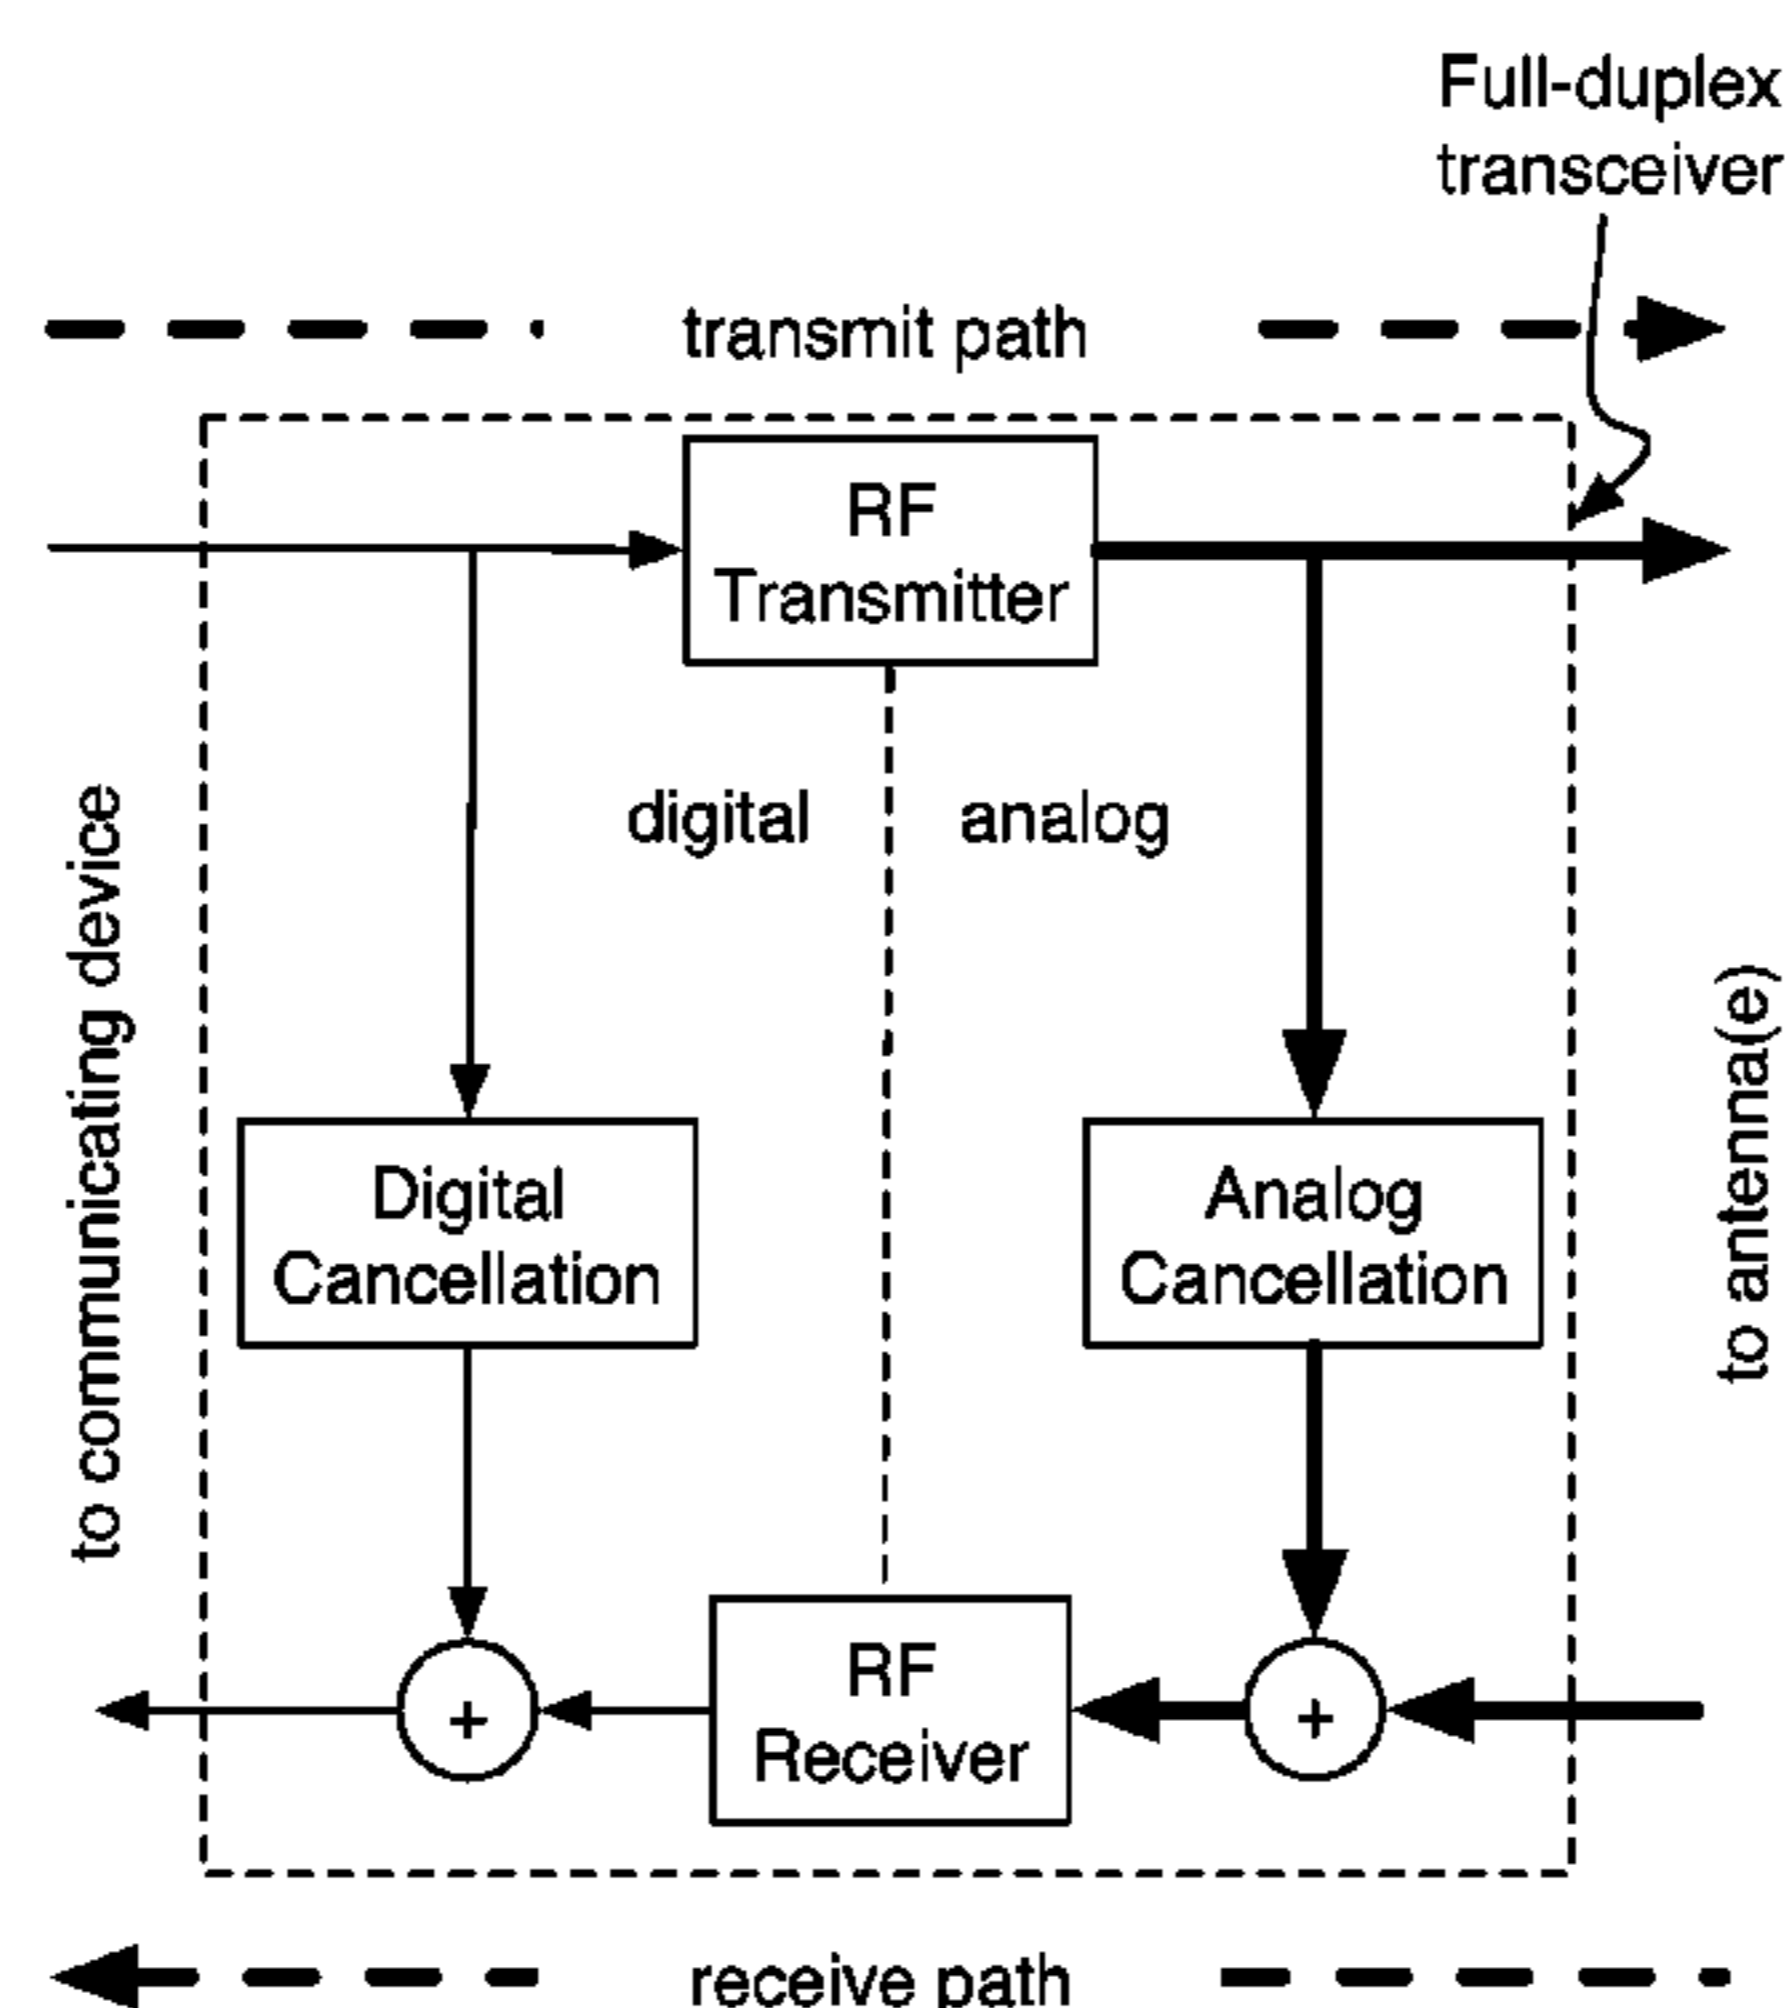 Full-duplex
transceiver
transmit path
RF
Transmitter
digital
analog
to communicating device
to antenna(e)
Digital
Cancellation
Analog
Cancellation
RF
Receiver
+
+
receive path